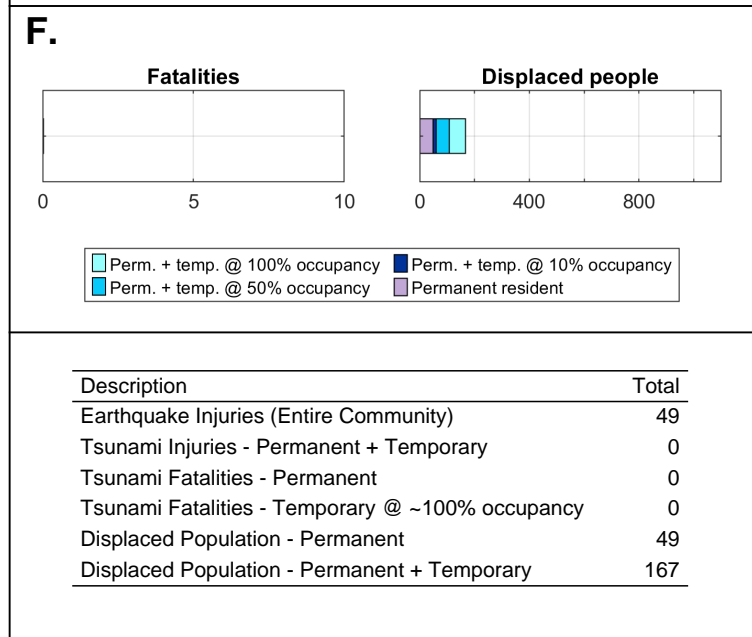 F.
Fatalities Displaced people
0 5 10 0 400 800
Perm. + temp. @ 100% occupancy Perm. + temp. @ 10% occupancy
Perm. + temp. @ 50% occupancy Permanent resident
Description Total
Earthquake Injuries (Entire Community) 49
Tsunami Injuries - Permanent + Temporary 0
Tsunami Fatalities - Permanent 0
Tsunami Fatalities - Temporary @ ~100% occupancy 0
Displaced Population - Permanent 49
Displaced Population - Permanent + Temporary 167